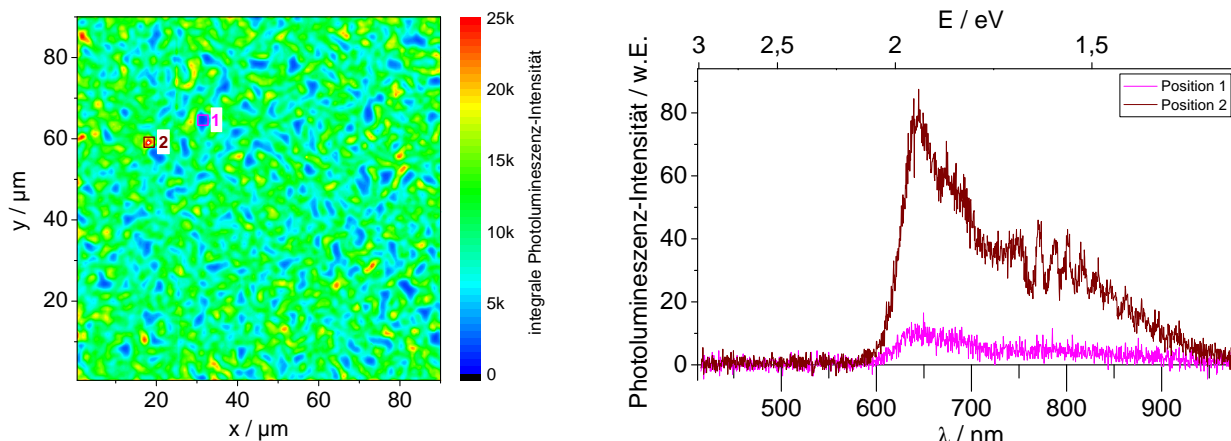 80
60
40
20
y / µm
20
40
60
80
x / µm
1
2
25k
20k
15k
10k
5k
0
integrale Photolumineszenz-Intensität
E / eV
3
2,5
2
1,5
Photolumineszenz-Intensität / w.E.
80
60
40
20
0
Position 1
Position 2
500
600
700
800
900
λ / nm